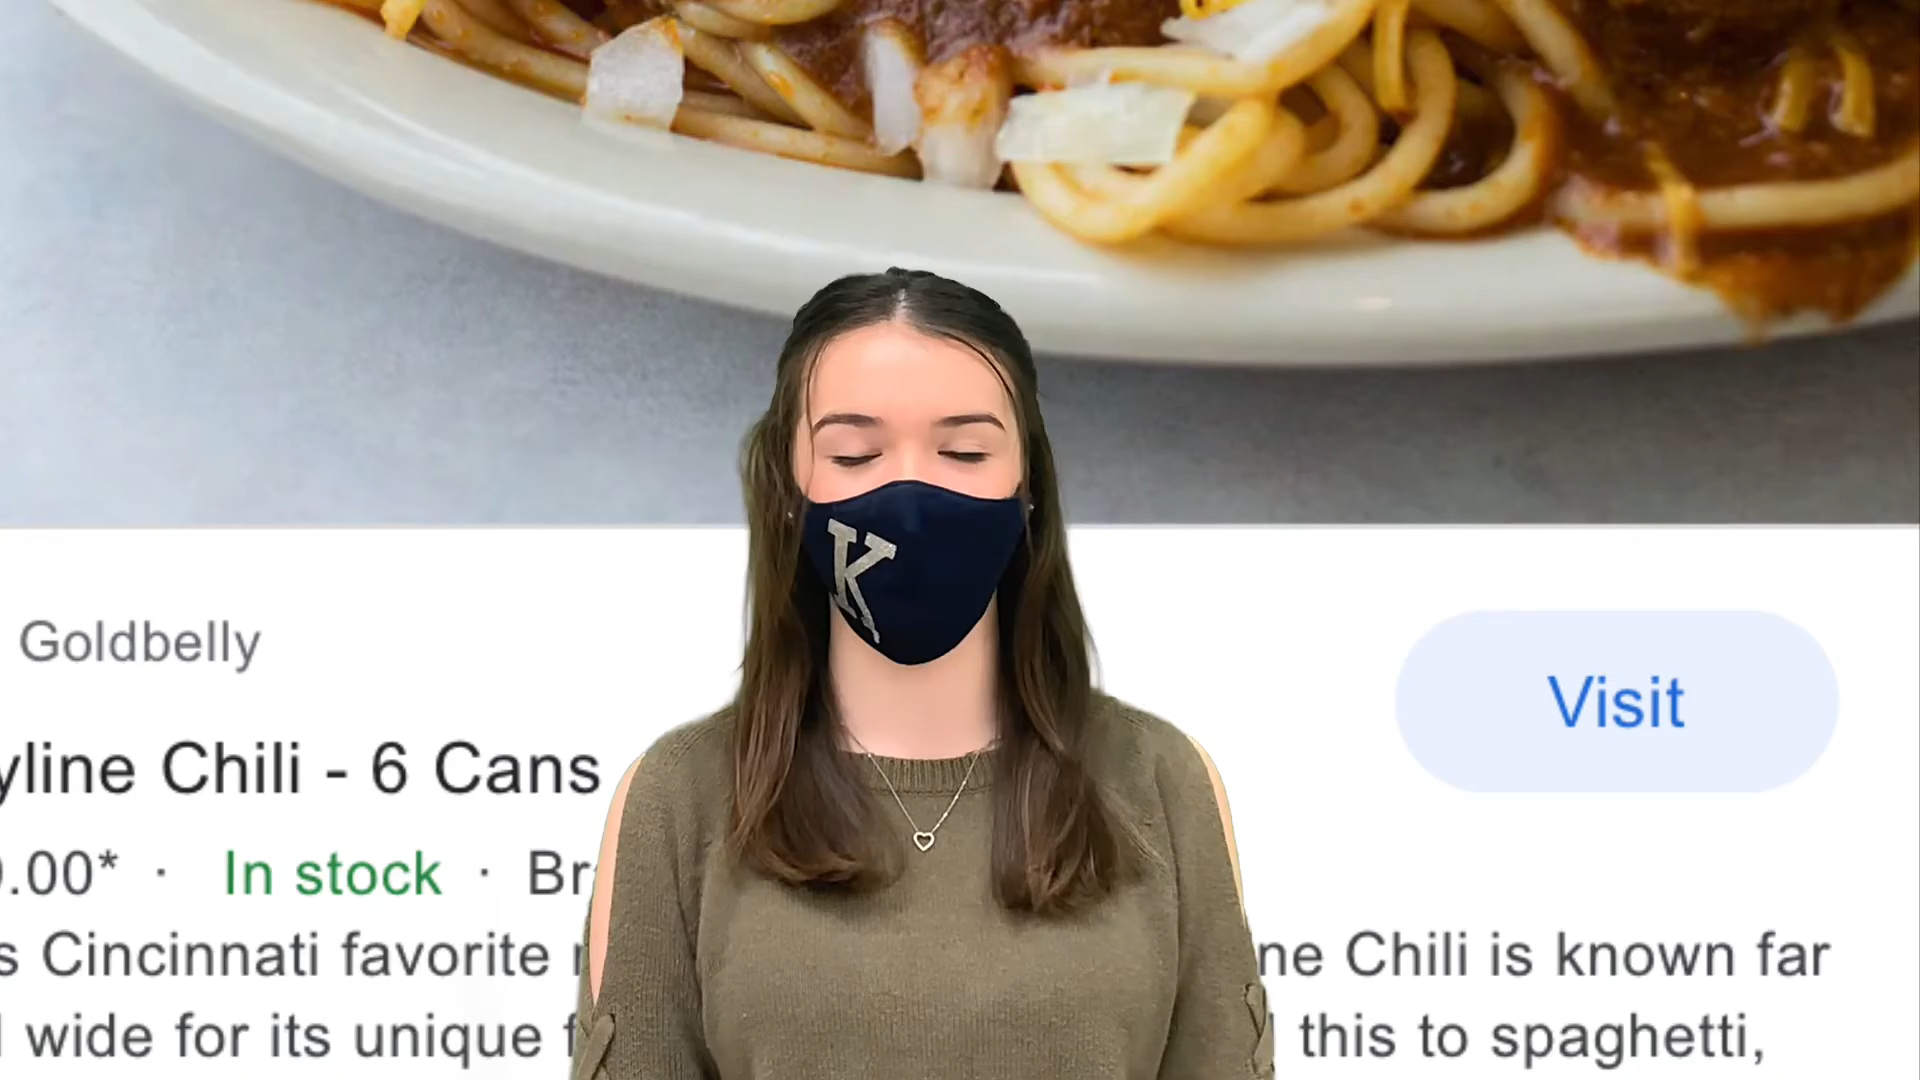 K
Goldbelly
Visit
yline Chili - 6 Cans
.00* · In stock · Br
s Cincinnati favorite ne Chili is known far
wide for its unique this to spaghetti,